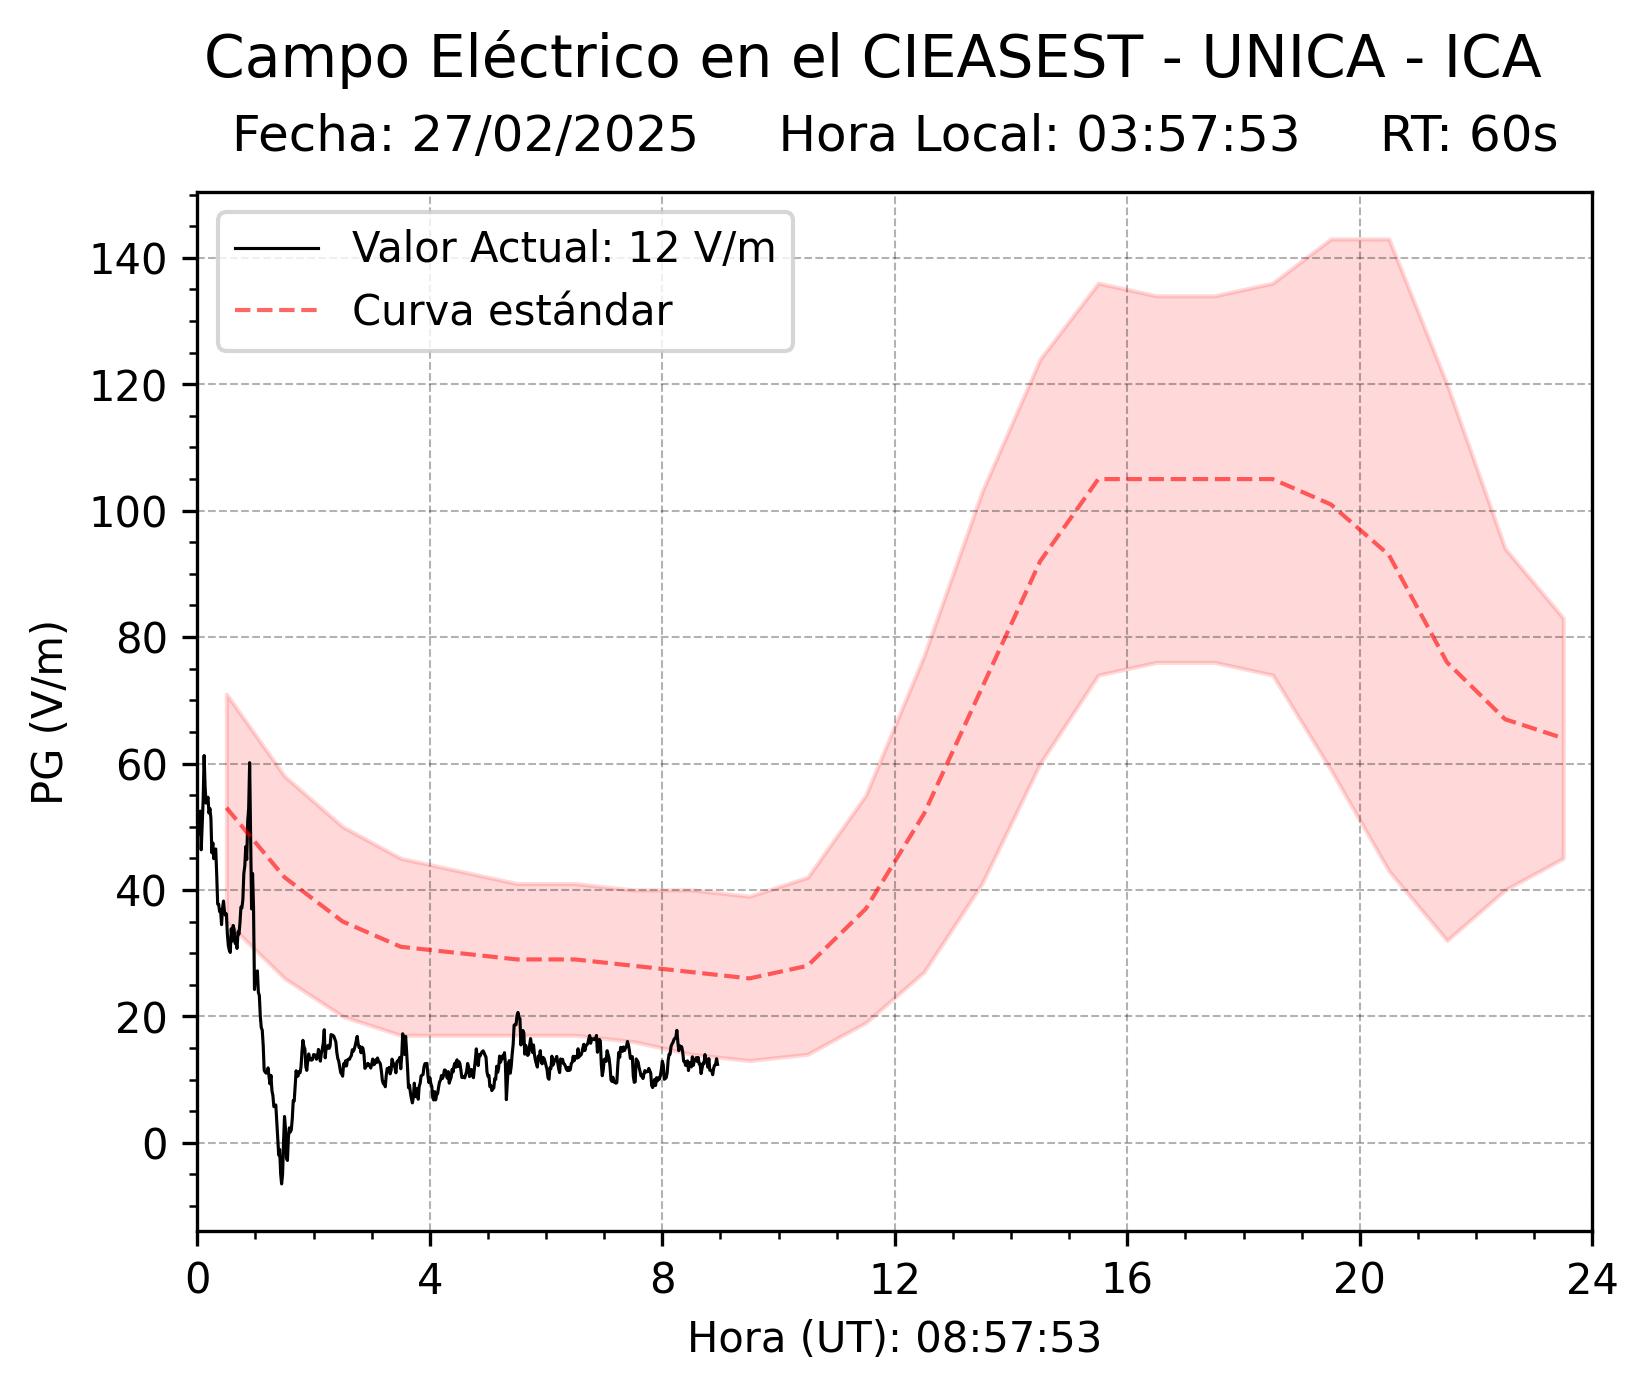 Campo Eléctrico en el CIEASEST - UNICA - ICA
Fecha: 27/02/2025 Hora Local: 03:57:53 RT: 60s
Valor Actual: 12 V/m
Curva estándar
PG (V/m)
140
120
100
80
60
40
20
0
0 4 8 12 16 20 24
Hora (UT): 08:57:53